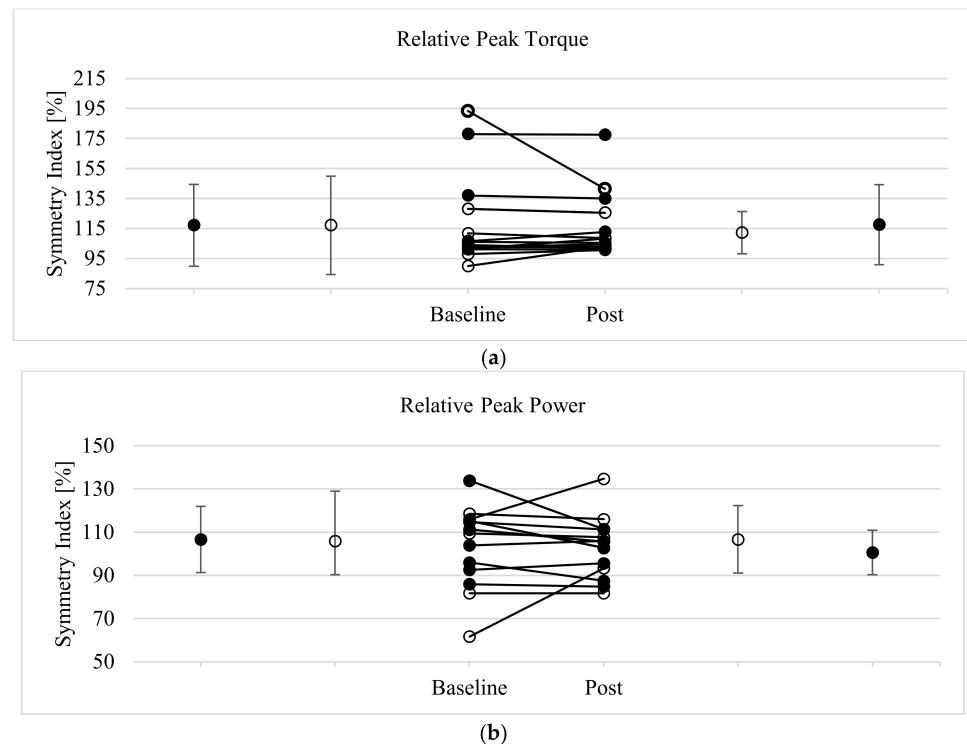 Relative Peak Torque
Symmetry Index [%]
215
195
175
155
135
115
95
75
Baseline Post
(a)
Relative Peak Power
Symmetry Index [%]
150
130
110
90
70
50
Baseline Post
(b)